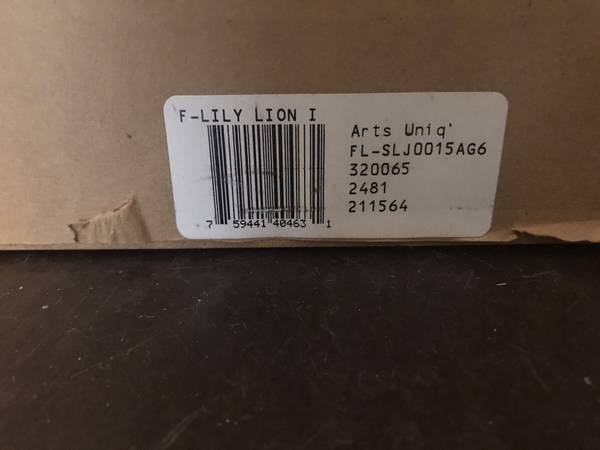 F-LILY LION I
Arts Uniq'
FL-SLJ0015AG6
320065
2481
211564
7 59441 40463 1